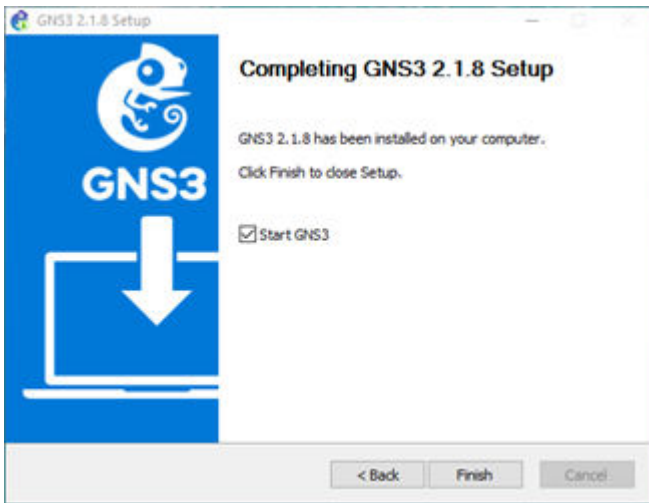 GNS3 2.1.8 Setup
Completing GNS3 2.1.8 Setup
GNS3 2.1.8 has been installed on your computer.
Click Finish to close Setup.
GNS3
Start GNS3
< Back
Finish
Cancel